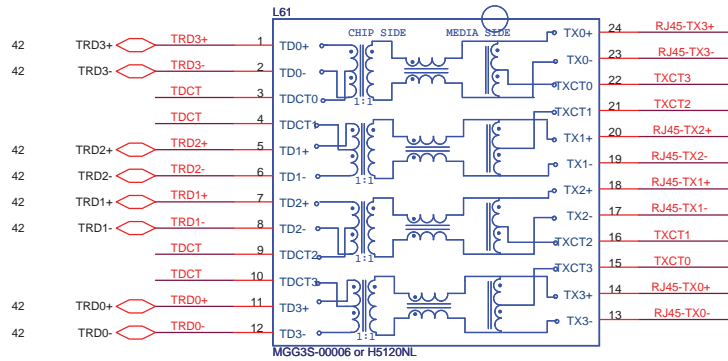 L61
CHIP SIDE MEDIA SIDE
42 TRD3+ TRD3+ 1 TD0+ TX0+ 24 RJ45-TX3+
42 TRD3- TRD3- 2 TD0- TX0- 23 RJ45-TX3-
TDCT 3 TDCT0 TXCT0 22 TXCT3
1:1
TDCT 4 TDCT1 TXCT1 21 TXCT2
42 TRD2+ TRD2+ 5 TD1+ TX1+ 20 RJ45-TX2+
42 TRD2- TRD2- 6 TD1- TX1- 19 RJ45-TX2-
1:1
42 TRD1+ TRD1+ 7 TD2+ TX2+ 18 RJ45-TX1+
42 TRD1- TRD1- 8 TD2- TX2- 17 RJ45-TX1-
TDCT 9 TDCT2 TXCT2 16 TXCT1
1:1
TDCT 10 TDCT3 TXCT3 15 TXCT0
42 TRD0+ TRD0+ 11 TD3+ TX3+ 14 RJ45-TX0+
42 TRD0- TRD0- 12 TD3- TX3- 13 RJ45-TX0-
1:1
MGG3S-00006 or H5120NL